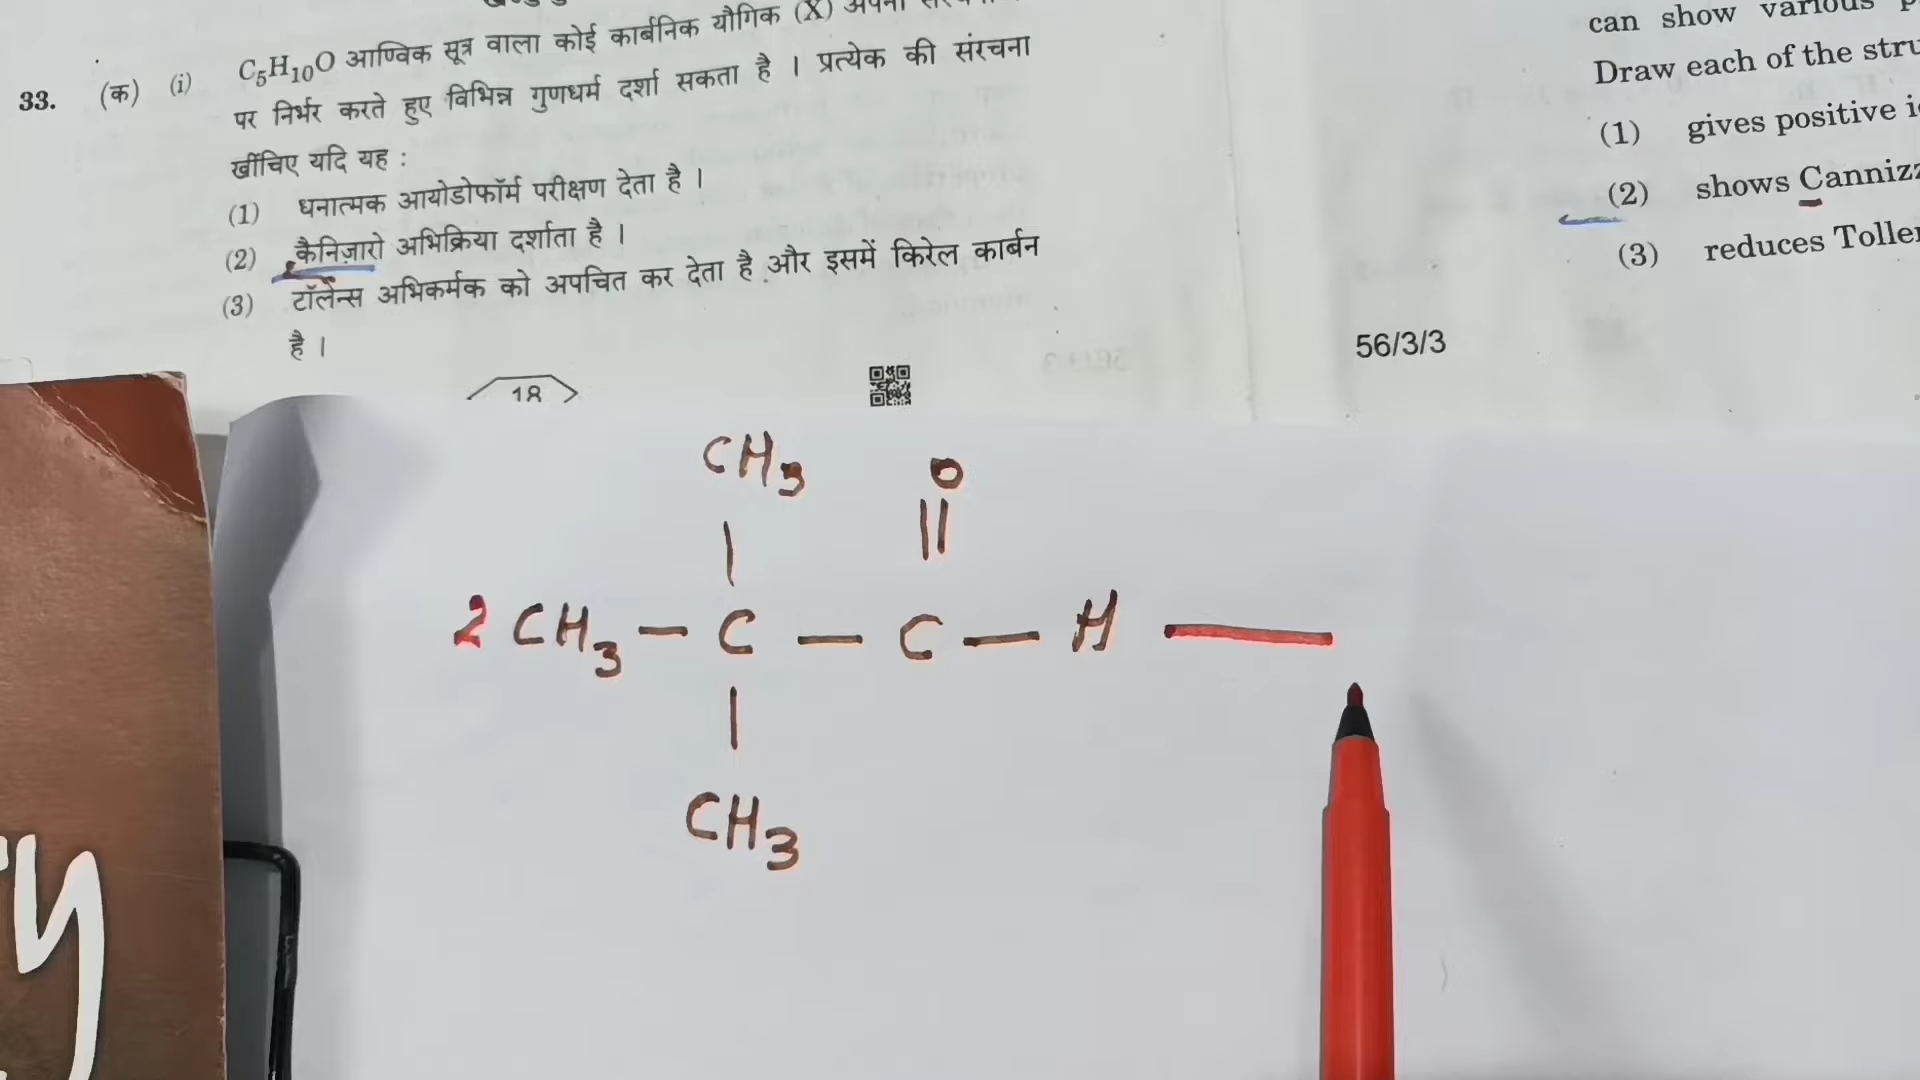 33. (क) (i) C5H10O आण्विक सूत्र वाला कोई कार्बनिक यौगिक (X) अपनी
पर निर्भर करते हुए विभिन्न गुणधर्म दर्शा सकता है । प्रत्येक की संरचना
खींचिए यदि यह :
(1) धनात्मक आयोडोफॉर्म परीक्षण देता है ।
(2) कैनिज़ारो अभिक्रिया दर्शाता है ।
(3) टॉलेन्स अभिकर्मक को अपचित कर देता है और इसमें किरेल कार्बन
है ।
18
can show various p
Draw each of the stru
(1) gives positive i
(2) shows Canniz
(3) reduces Tolle
56/3/3
CH3 O
| ||
2 CH3 – C – C – H —
|
CH3
y